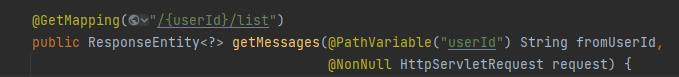 @GetMapping("/{userId}/list")
public ResponseEntity<?> getMessages(@PathVariable("userId") String fromUserId,
@NonNull HttpServletRequest request) {